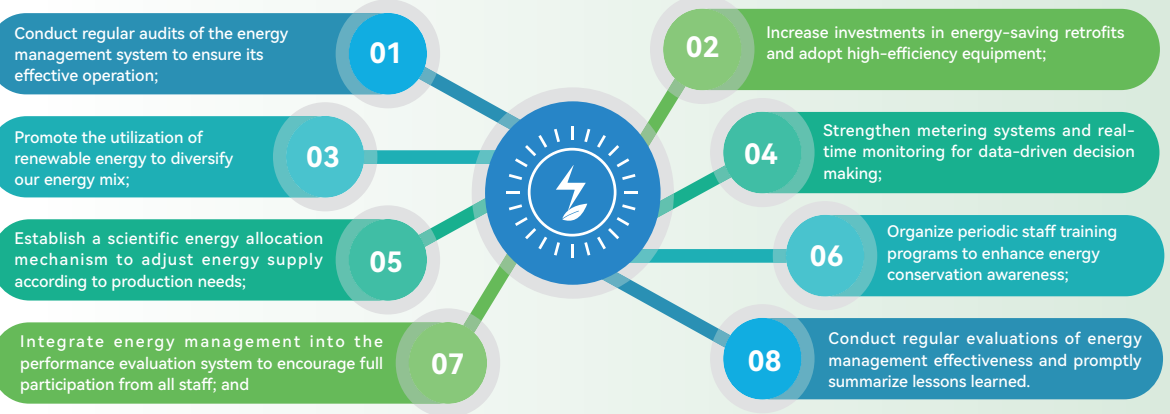 01
Conduct regular audits of the energy
management system to ensure its
effective operation;
02
Increase investments in energy-saving retrofits
and adopt high-efficiency equipment;
03
Promote the utilization of
renewable energy to diversify
our energy mix;
04
Strengthen metering systems and real-
time monitoring for data-driven decision
making;
05
Establish a scientific energy allocation
mechanism to adjust energy supply
according to production needs;
06
Organize periodic staff training
programs to enhance energy
conservation awareness;
07
Integrate energy management into the
performance evaluation system to encourage full
participation from all staff; and
08
Conduct regular evaluations of energy
management effectiveness and promptly
summarize lessons learned.